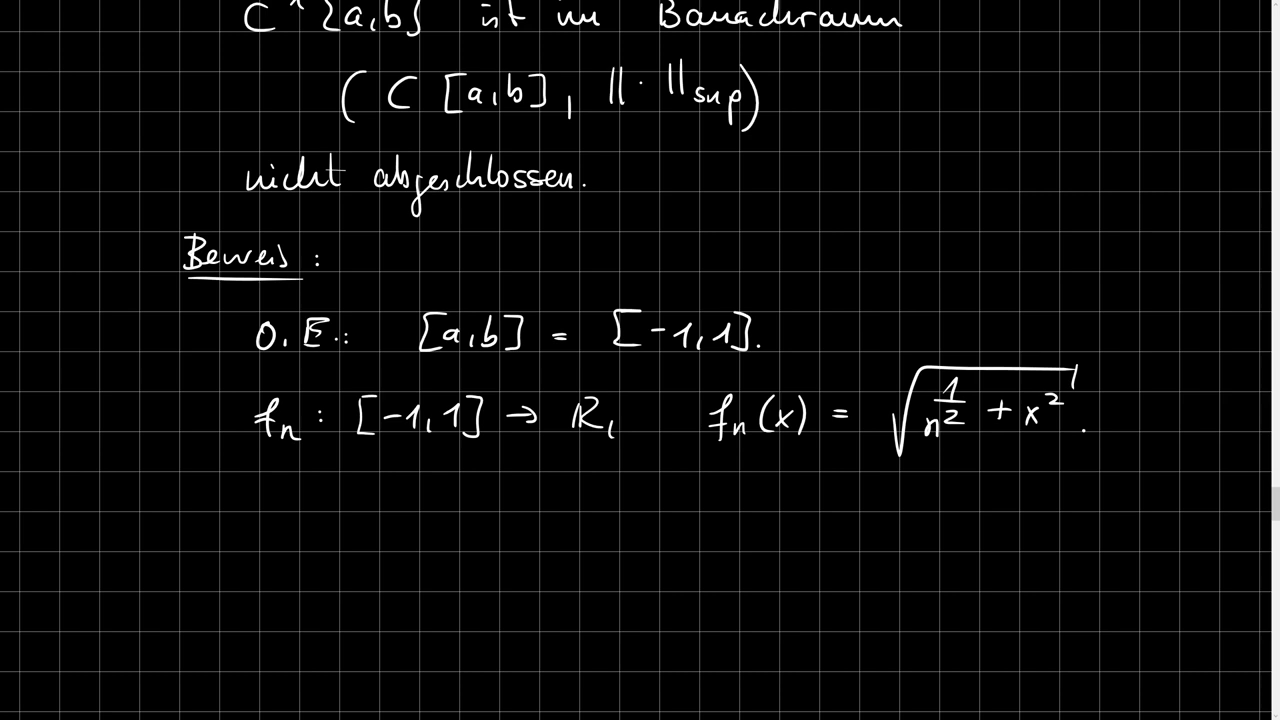 C¹[a,b] ist im Banachraum
( C [a,b], ‖·‖sup)
nicht abgeschlossen.
Beweis:
O.E.: [a,b] = [-1,1].
fₙ : [-1,1] → ℝ, fₙ(x) = √(1/n² + x²).